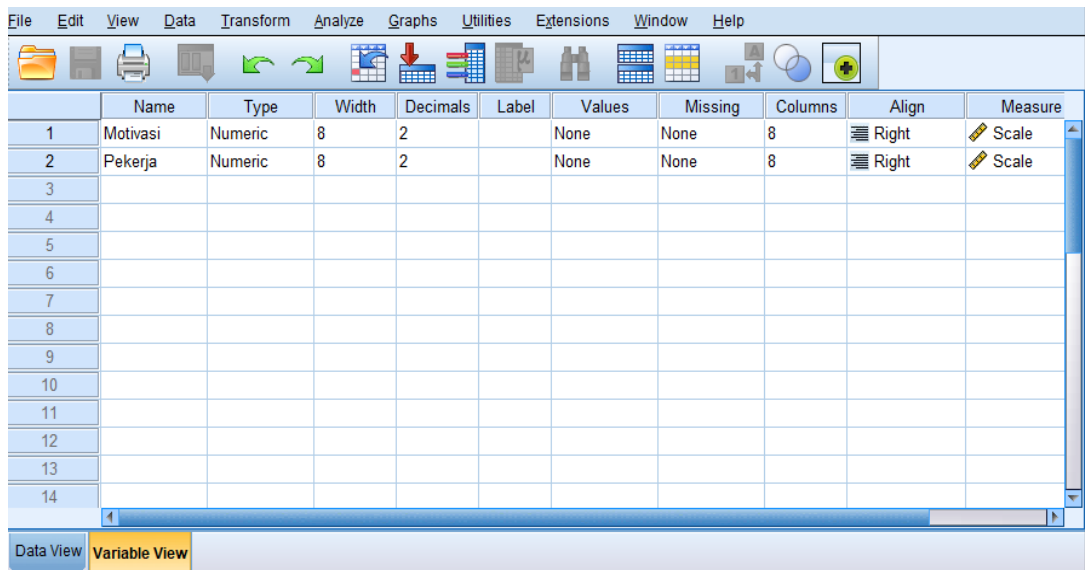 File Edit View Data Transform Analyze Graphs Utilities Extensions Window Help
Name Type Width Decimals Label Values Missing Columns Align Measure
1 Motivasi Numeric 8 2 None None 8 Right Scale
2 Pekerja Numeric 8 2 None None 8 Right Scale
3
4
5
6
7
8
9
10
11
12
13
14
Data View Variable View